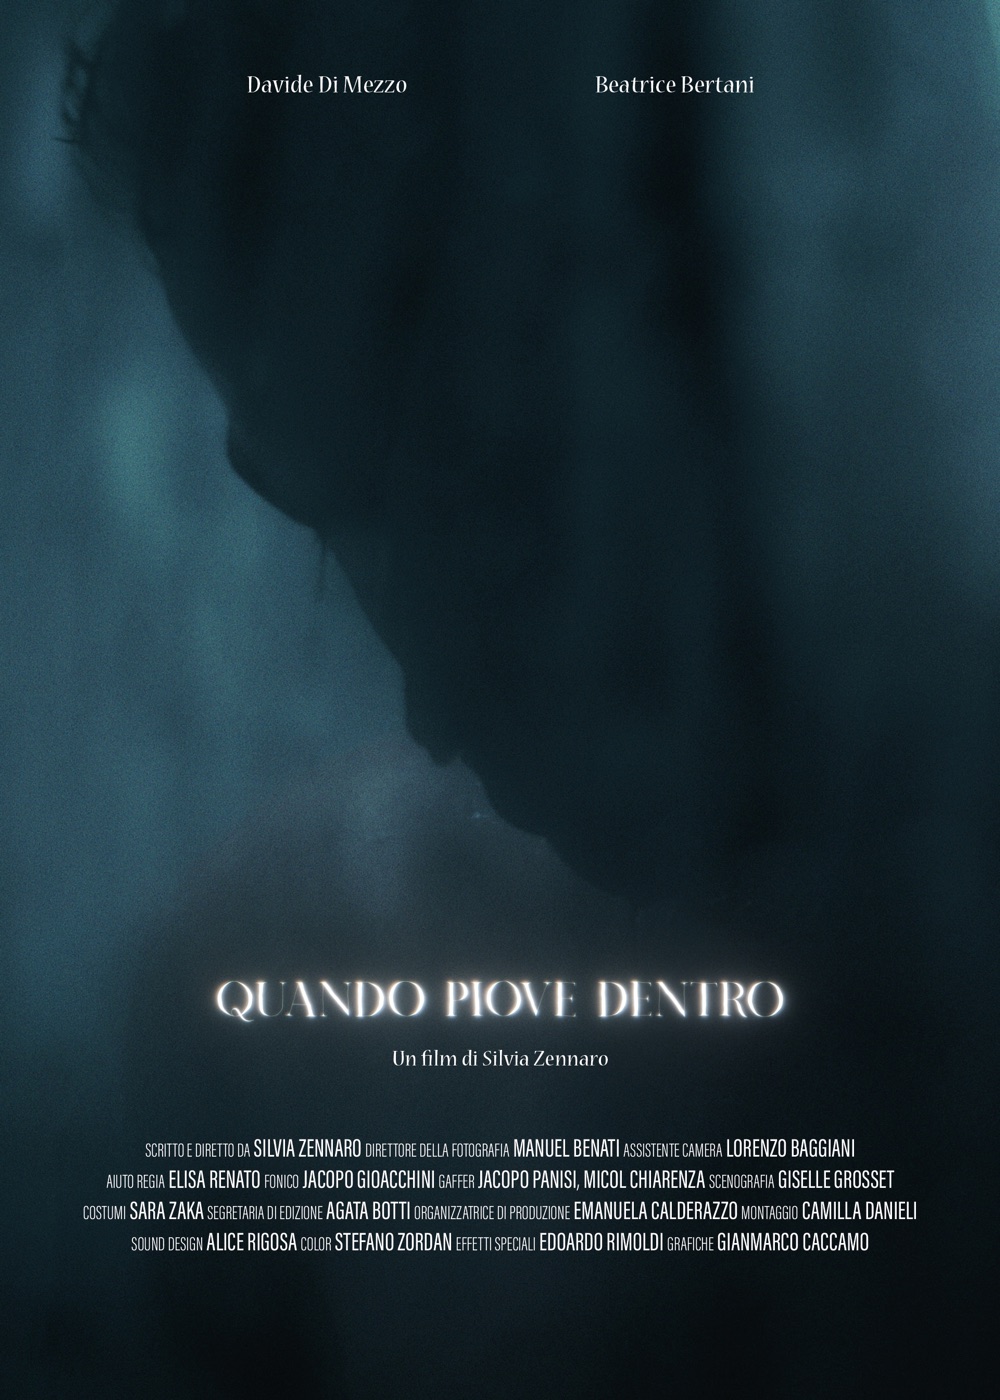 Davide Di Mezzo Beatrice Bertani
QUANDO PIOVE DENTRO
Un film di Silvia Zennaro
SCRITTO E DIRETTO DA SILVIA ZENNARO DIRETTORE DELLA FOTOGRAFIA MANUEL BENATI ASSISTENTE CAMERA LORENZO BAGGIANI
AIUTO REGIA ELISA RENATO FONICO JACOPO GIOACCHINI GAFFER JACOPO PANISI, MICOL CHIARENZA SCENOGRAFIA GISELLE GROSSET
COSTUMI SARA ZAKA SEGRETARIA DI EDIZIONE AGATA BOTTI ORGANIZZATRICE DI PRODUZIONE EMANUELA CALDERAZZO MONTAGGIO CAMILLA DANIELI
SOUND DESIGN ALICE RIGOSA COLOR STEFANO ZORDAN EFFETTI SPECIALI EDOARDO RIMOLDI GRAFICHE GIANMARCO CACCAMO